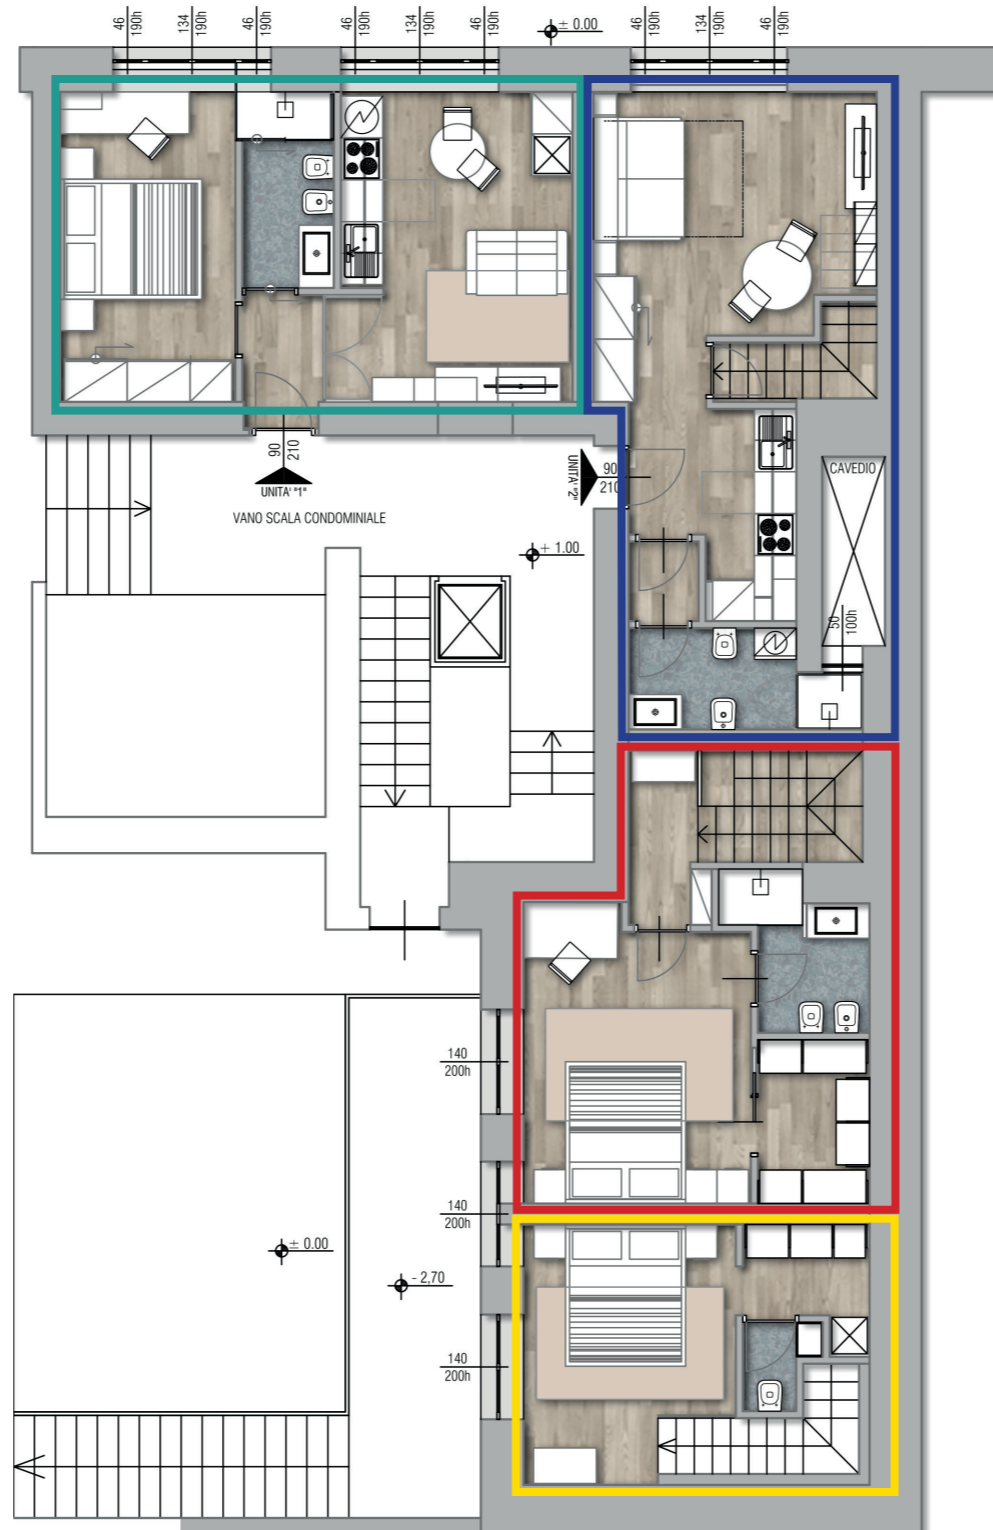 46
190h
134
190h
46
190h
46
190h
134
190h
46
190h
± 0.00
46
190h
134
190h
46
190h
90
210
UNITA' "1"
VANO SCALA CONDOMINIALE
UNITA' "2"
90
210
CAVEDIO
+ 1.00
50
100h
140
200h
140
200h
± 0.00
- 2,70
140
200h